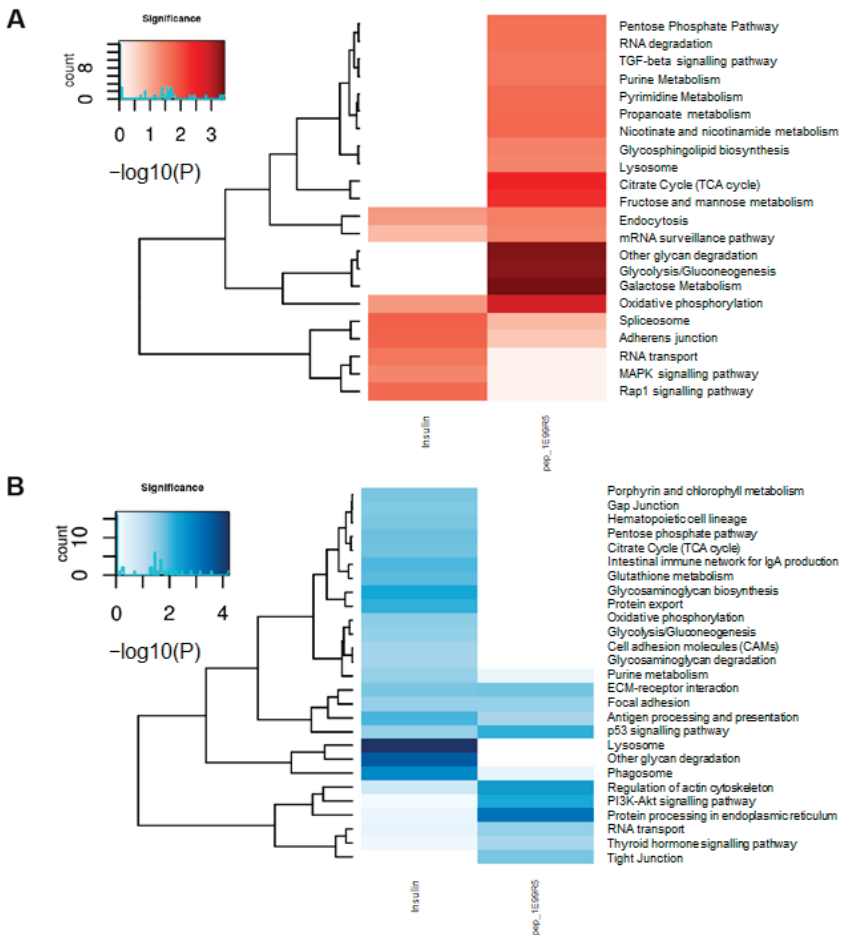 A
Significance
count
8
0
0 1 2 3
−log10(P)
Pentose Phosphate Pathway
RNA degradation
TGF-beta signalling pathway
Purine Metabolism
Pyrimidine Metabolism
Propanoate metabolism
Nicotinate and nicotinamide metabolism
Glycosphingolipid biosynthesis
Lysosome
Citrate Cycle (TCA cycle)
Fructose and mannose metabolism
Endocytosis
mRNA surveillance pathway
Other glycan degradation
Glycolysis/Gluconeogenesis
Galactose Metabolism
Oxidative phosphorylation
Spliceosome
Adherens junction
RNA transport
MAPK signalling pathway
Rap1 signalling pathway
Insulin
pep_1E99R5
B
Significance
count
10
0
0 2 4
−log10(P)
Porphyrin and chlorophyll metabolism
Gap Junction
Hematopoietic cell lineage
Pentose phosphate pathway
Citrate Cycle (TCA cycle)
Intestinal immune network for IgA production
Glutathione metabolism
Glycosaminoglycan biosynthesis
Protein export
Oxidative phosphorylation
Glycolysis/Gluconeogenesis
Cell adhesion molecules (CAMs)
Glycosaminoglycan degradation
Purine metabolism
ECM-receptor interaction
Focal adhesion
Antigen processing and presentation
p53 signalling pathway
Lysosome
Other glycan degradation
Phagosome
Regulation of actin cytoskeleton
PI3K-Akt signalling pathway
Protein processing in endoplasmic reticulum
RNA transport
Thyroid hormone signalling pathway
Tight Junction
Insulin
pep_1E99R5